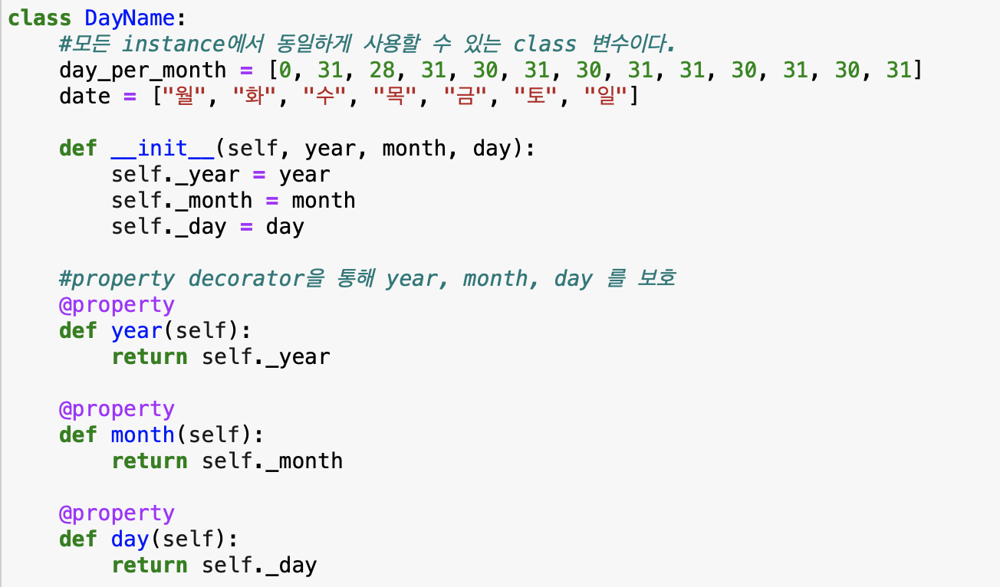 class DayName:
    #모든 instance에서 동일하게 사용할 수 있는 class 변수이다.
    day_per_month = [0, 31, 28, 31, 30, 31, 30, 31, 31, 30, 31, 30, 31]
    date = ["월", "화", "수", "목", "금", "토", "일"]

    def __init__(self, year, month, day):
        self._year = year
        self._month = month
        self._day = day

    #property decorator을 통해 year, month, day 를 보호
    @property
    def year(self):
        return self._year

    @property
    def month(self):
        return self._month

    @property
    def day(self):
        return self._day